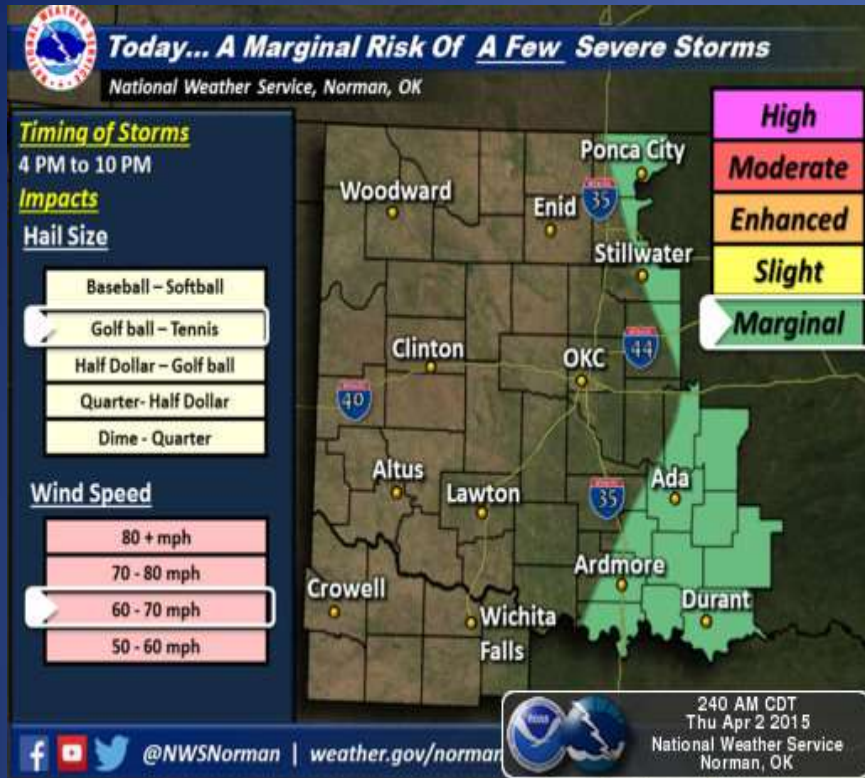 Today... A Marginal Risk Of A Few Severe Storms
National Weather Service, Norman, OK
Timing of Storms
4 PM to 10 PM
Impacts
Hail Size
Baseball – Softball
Golf ball – Tennis
Half Dollar – Golf ball
Quarter- Half Dollar
Dime - Quarter
Wind Speed
80 + mph
70 - 80 mph
60 - 70 mph
50 - 60 mph
High
Moderate
Enhanced
Slight
Marginal
Ponca City
Woodward
35
Enid
Stillwater
Clinton
OKC
44
40
Altus
Lawton
35
Ada
Ardmore
Crowell
Durant
Wichita
Falls
@NWSNorman | weather.gov/norman
240 AM CDT
Thu Apr 2 2015
National Weather Service
Norman, OK